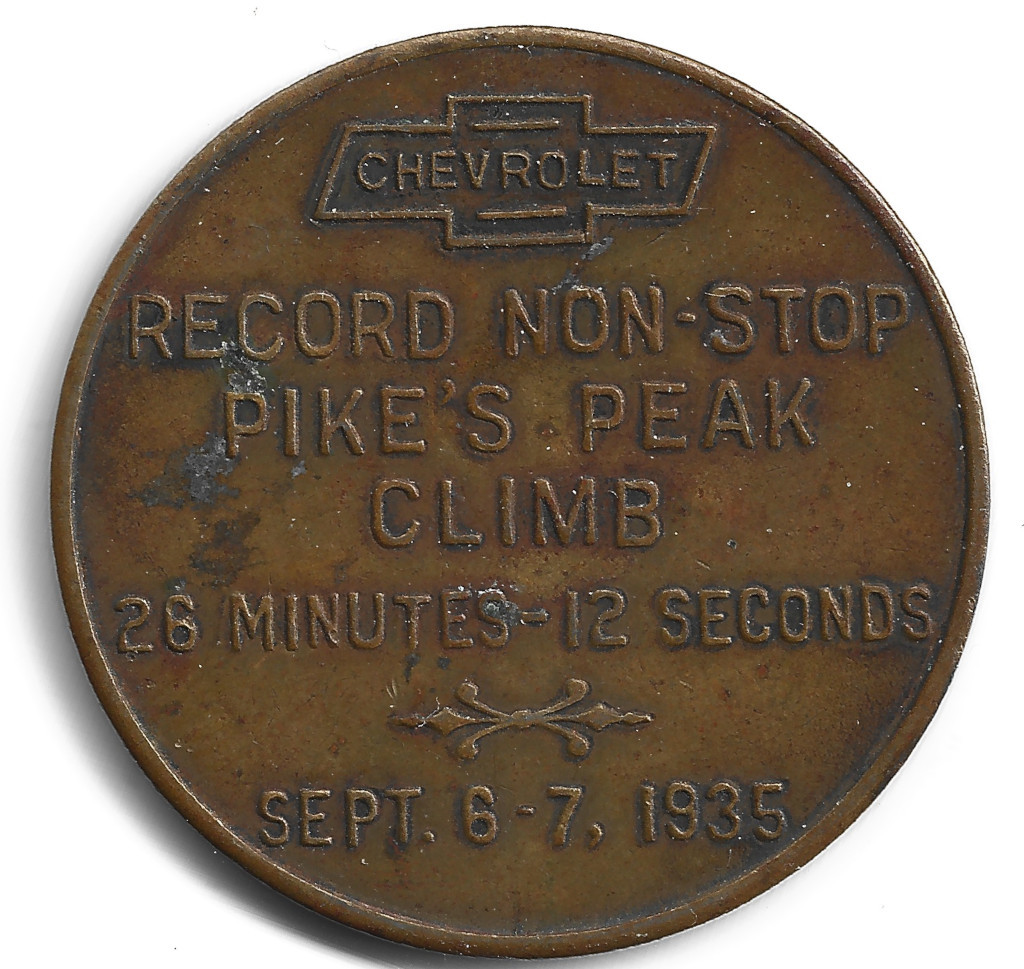 CHEVROLET
RECORD NON-STOP
PIKE'S PEAK
CLIMB
26 MINUTES-12 SECONDS
SEPT. 6-7, 1935